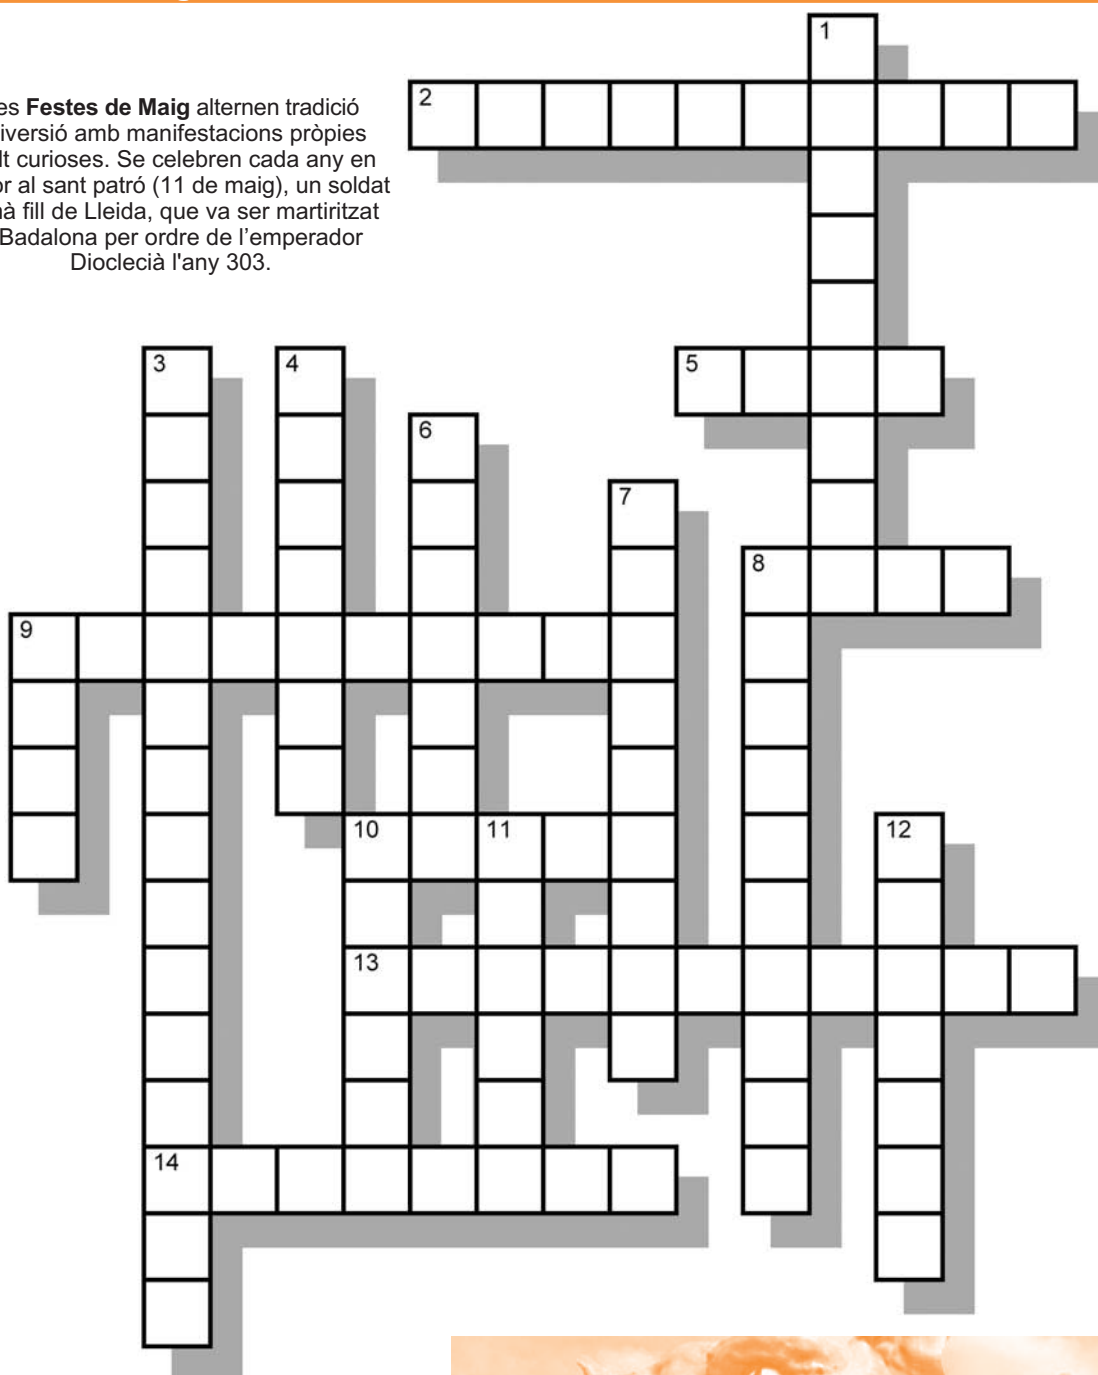 es Festes de Maig alternen tradició
iversió amb manifestacions pròpies
lt curioses. Se celebren cada any en
or al sant patró (11 de maig), un soldat
à fill de Lleida, que va ser martiritzat
Badalona per ordre de l'emperador
Dioclecià l'any 303.
1
2
3
4
5
6
7
8
9
10
11
12
13
14